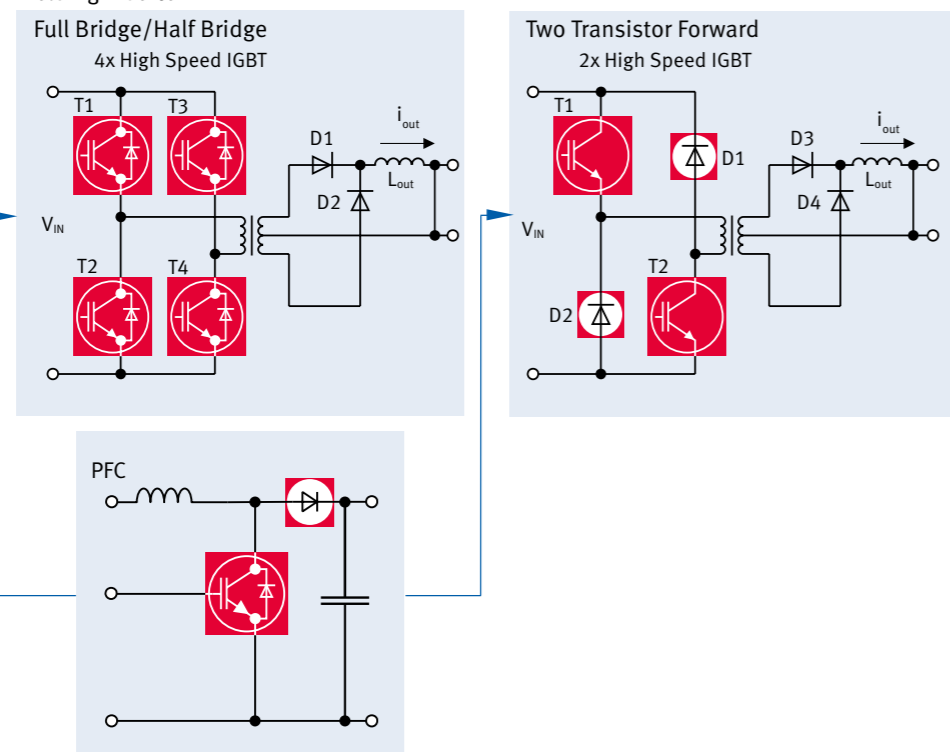 Full Bridge/Half Bridge
4x High Speed IGBT
T1
T3
D1
i out
L out
D2
V IN
T2
T4
Two Transistor Forward
2x High Speed IGBT
T1
D1
D3
i out
L out
D4
V IN
T2
D2
PFC